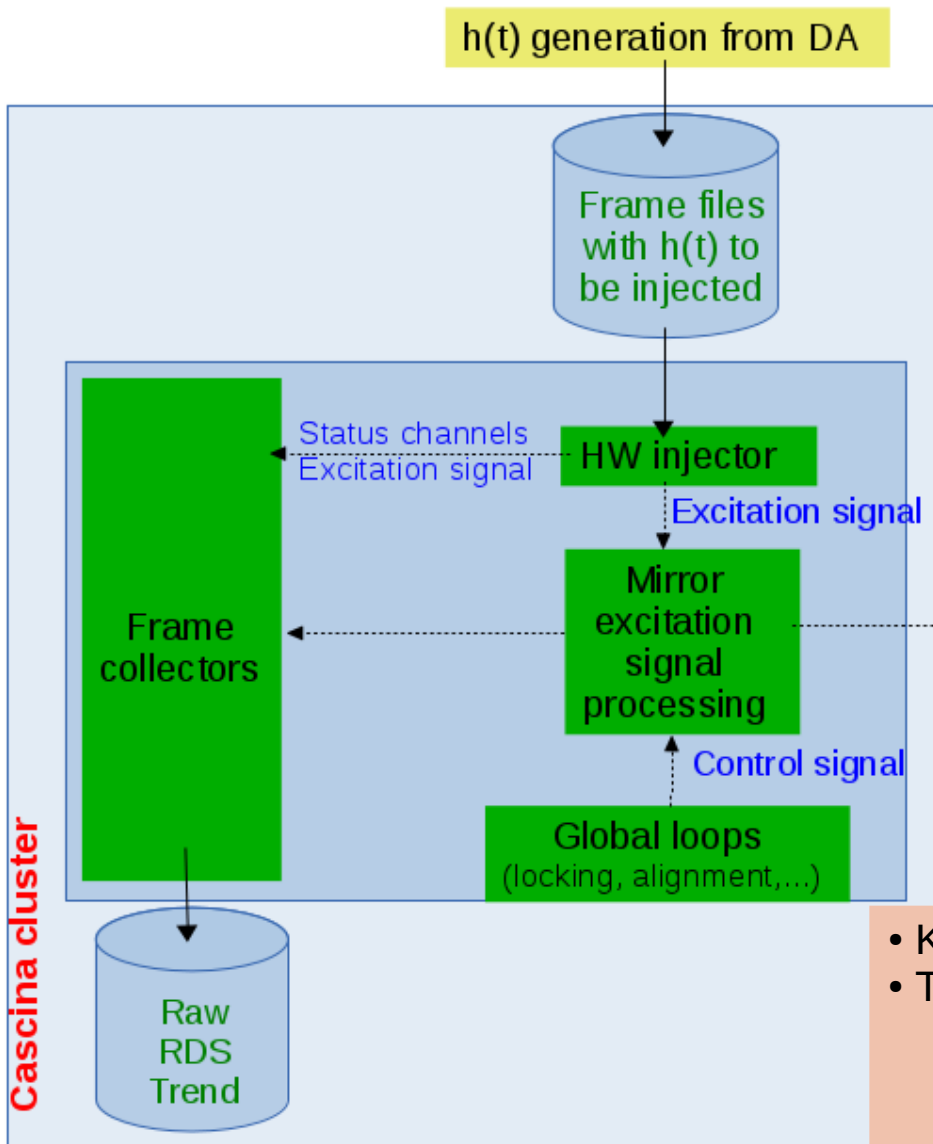 h(t) generation from DA
Frame files
with h(t) to
be injected
Status channels
Excitation signal
HW injector
Excitation signal
Mirror
excitation
signal
processing
Frame
collectors
Control signal
Global loops
(locking, alignment,...)
Cascina cluster
Raw
RDS
Trend
• K
• T